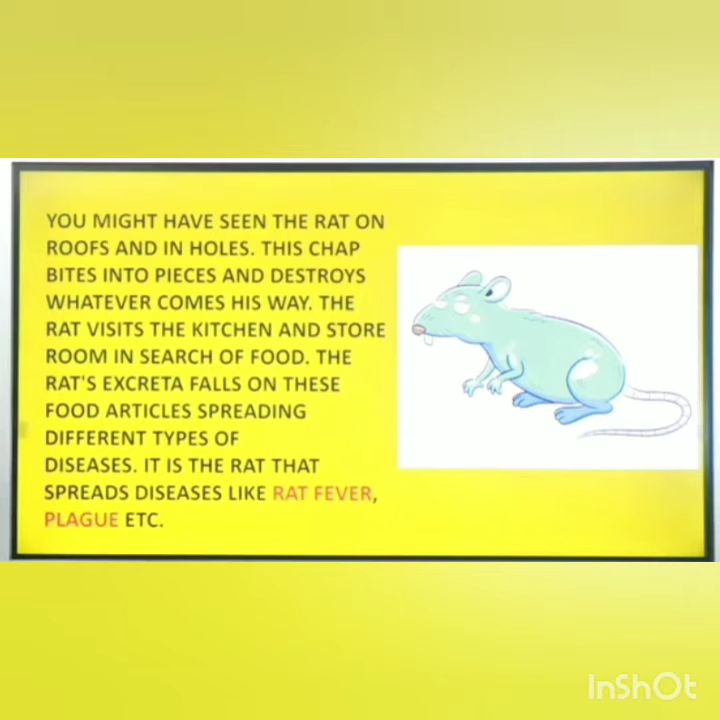 YOU MIGHT HAVE SEEN THE RAT ON
ROOFS AND IN HOLES. THIS CHAP
BITES INTO PIECES AND DESTROYS
WHATEVER COMES HIS WAY. THE
RAT VISITS THE KITCHEN AND STORE
ROOM IN SEARCH OF FOOD. THE
RAT'S EXCRETA FALLS ON THESE
FOOD ARTICLES SPREADING
DIFFERENT TYPES OF
DISEASES. IT IS THE RAT THAT
SPREADS DISEASES LIKE RAT FEVER,
PLAGUE ETC.
InShOt